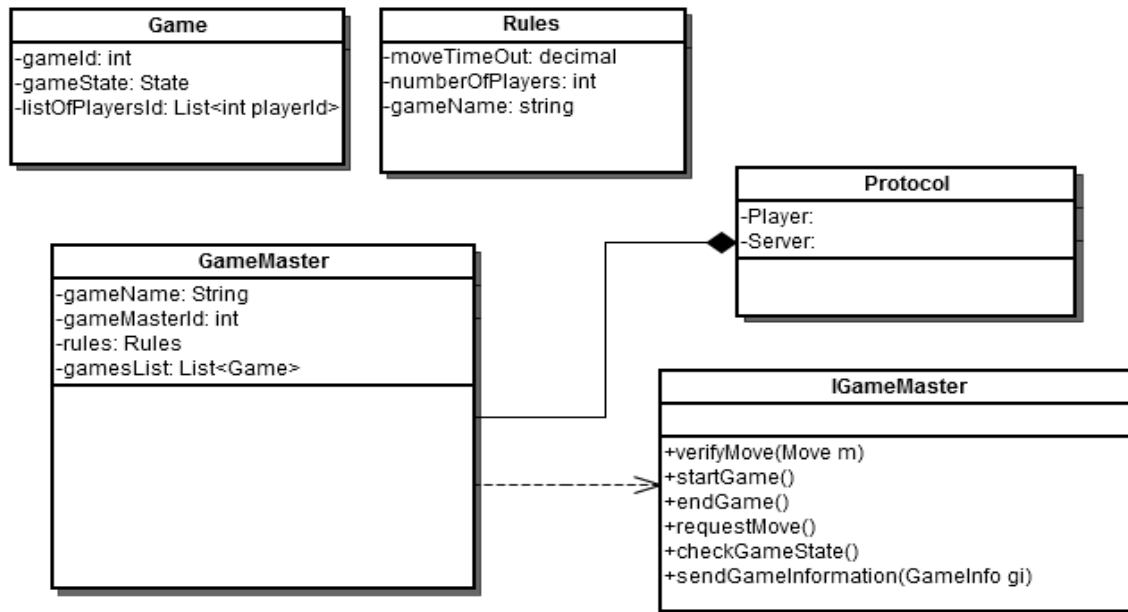 Game
-gameId: int
-gameState: State
-listOfPlayersId: List<int playerId>
Rules
-moveTimeOut: decimal
-numberOfPlayers: int
-gameName: string
Protocol
-Player:
-Server:
GameMaster
-gameName: String
-gameMasterId: int
-rules: Rules
-gamesList: List<Game>
IGameMaster
+verifyMove(Move m)
+startGame()
+endGame()
+requestMove()
+checkGameState()
+sendGameInformation(GameInfo gi)